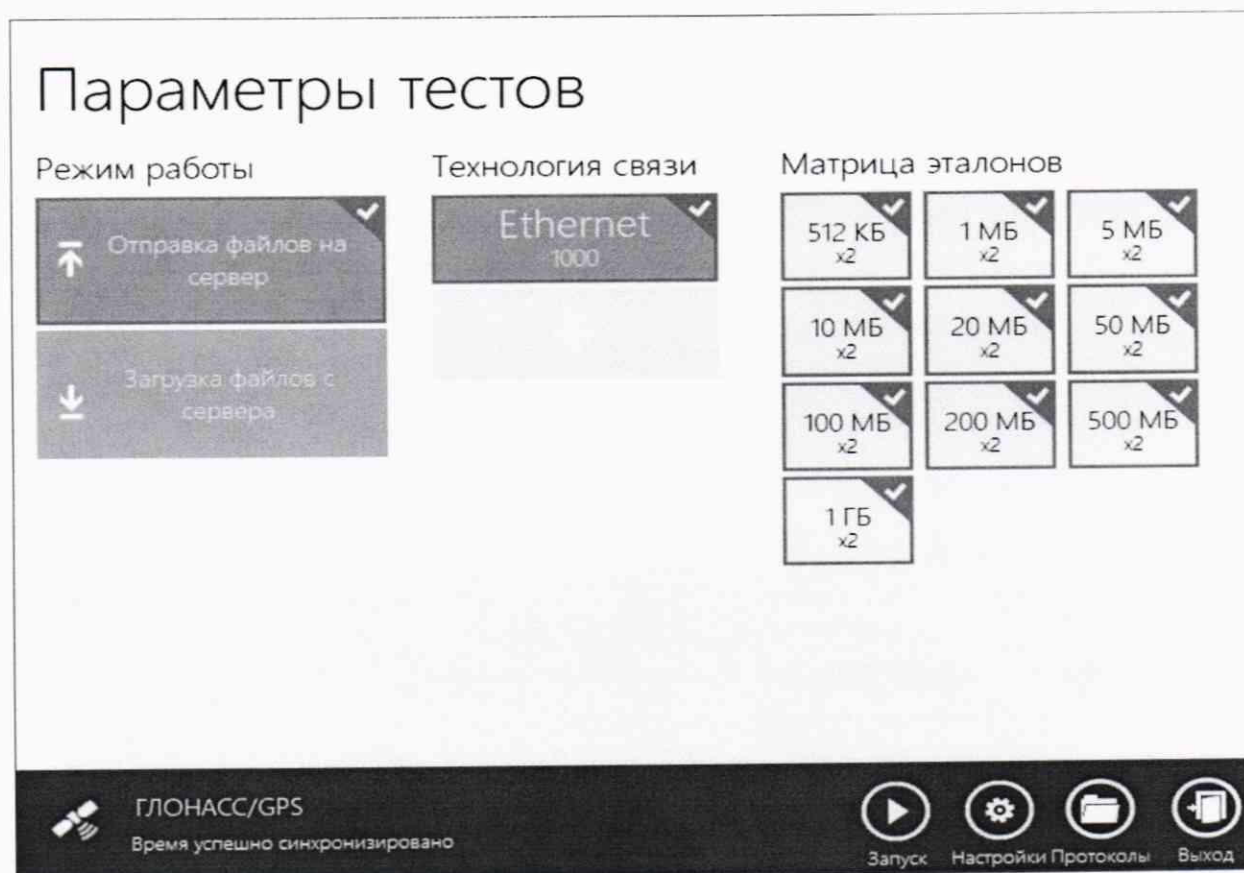 Параметры тестов
Режим работы
Отправка файлов на
сервер
Загрузка файлов с
сервера
Технология связи
Ethernet
1000
Матрица эталонов
512 КБ
x2
1 МБ
x2
5 МБ
x2
10 МБ
x2
20 МБ
x2
50 МБ
x2
100 МБ
x2
200 МБ
x2
500 МБ
x2
1 ГБ
x2
ГЛОНАСС/GPS
Время успешно синхронизировано
Запуск
Настройки
Протоколы
Выход